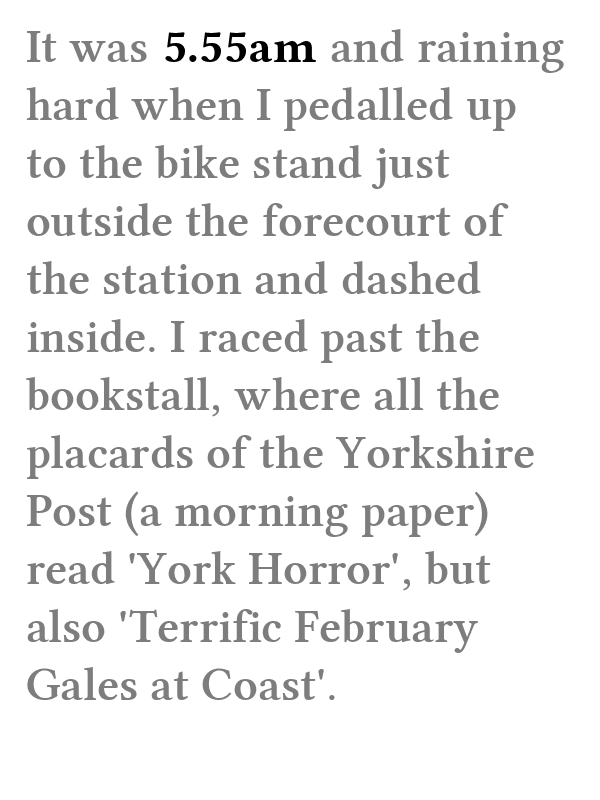 It was 5.55am and raining
hard when I pedalled up
to the bike stand just
outside the forecourt of
the station and dashed
inside. I raced past the
bookstall, where all the
placards of the Yorkshire
Post (a morning paper)
read 'York Horror', but
also 'Terrific February
Gales at Coast'.